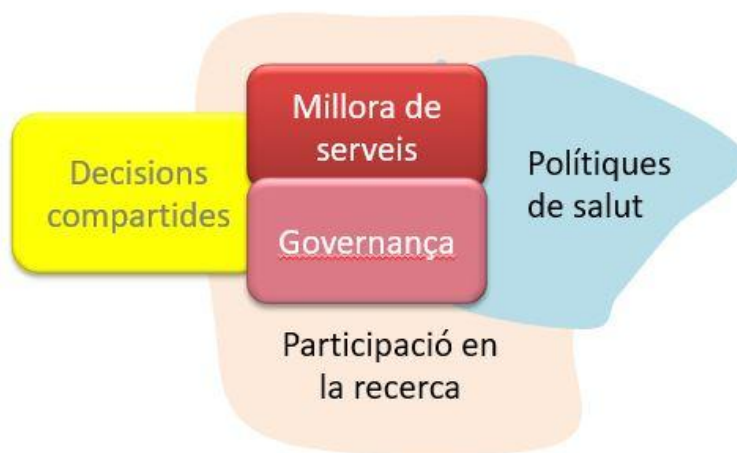 Millora de
serveis
Decisions
compartides
Governança
Polítiques
de salut
Participació en
la recerca